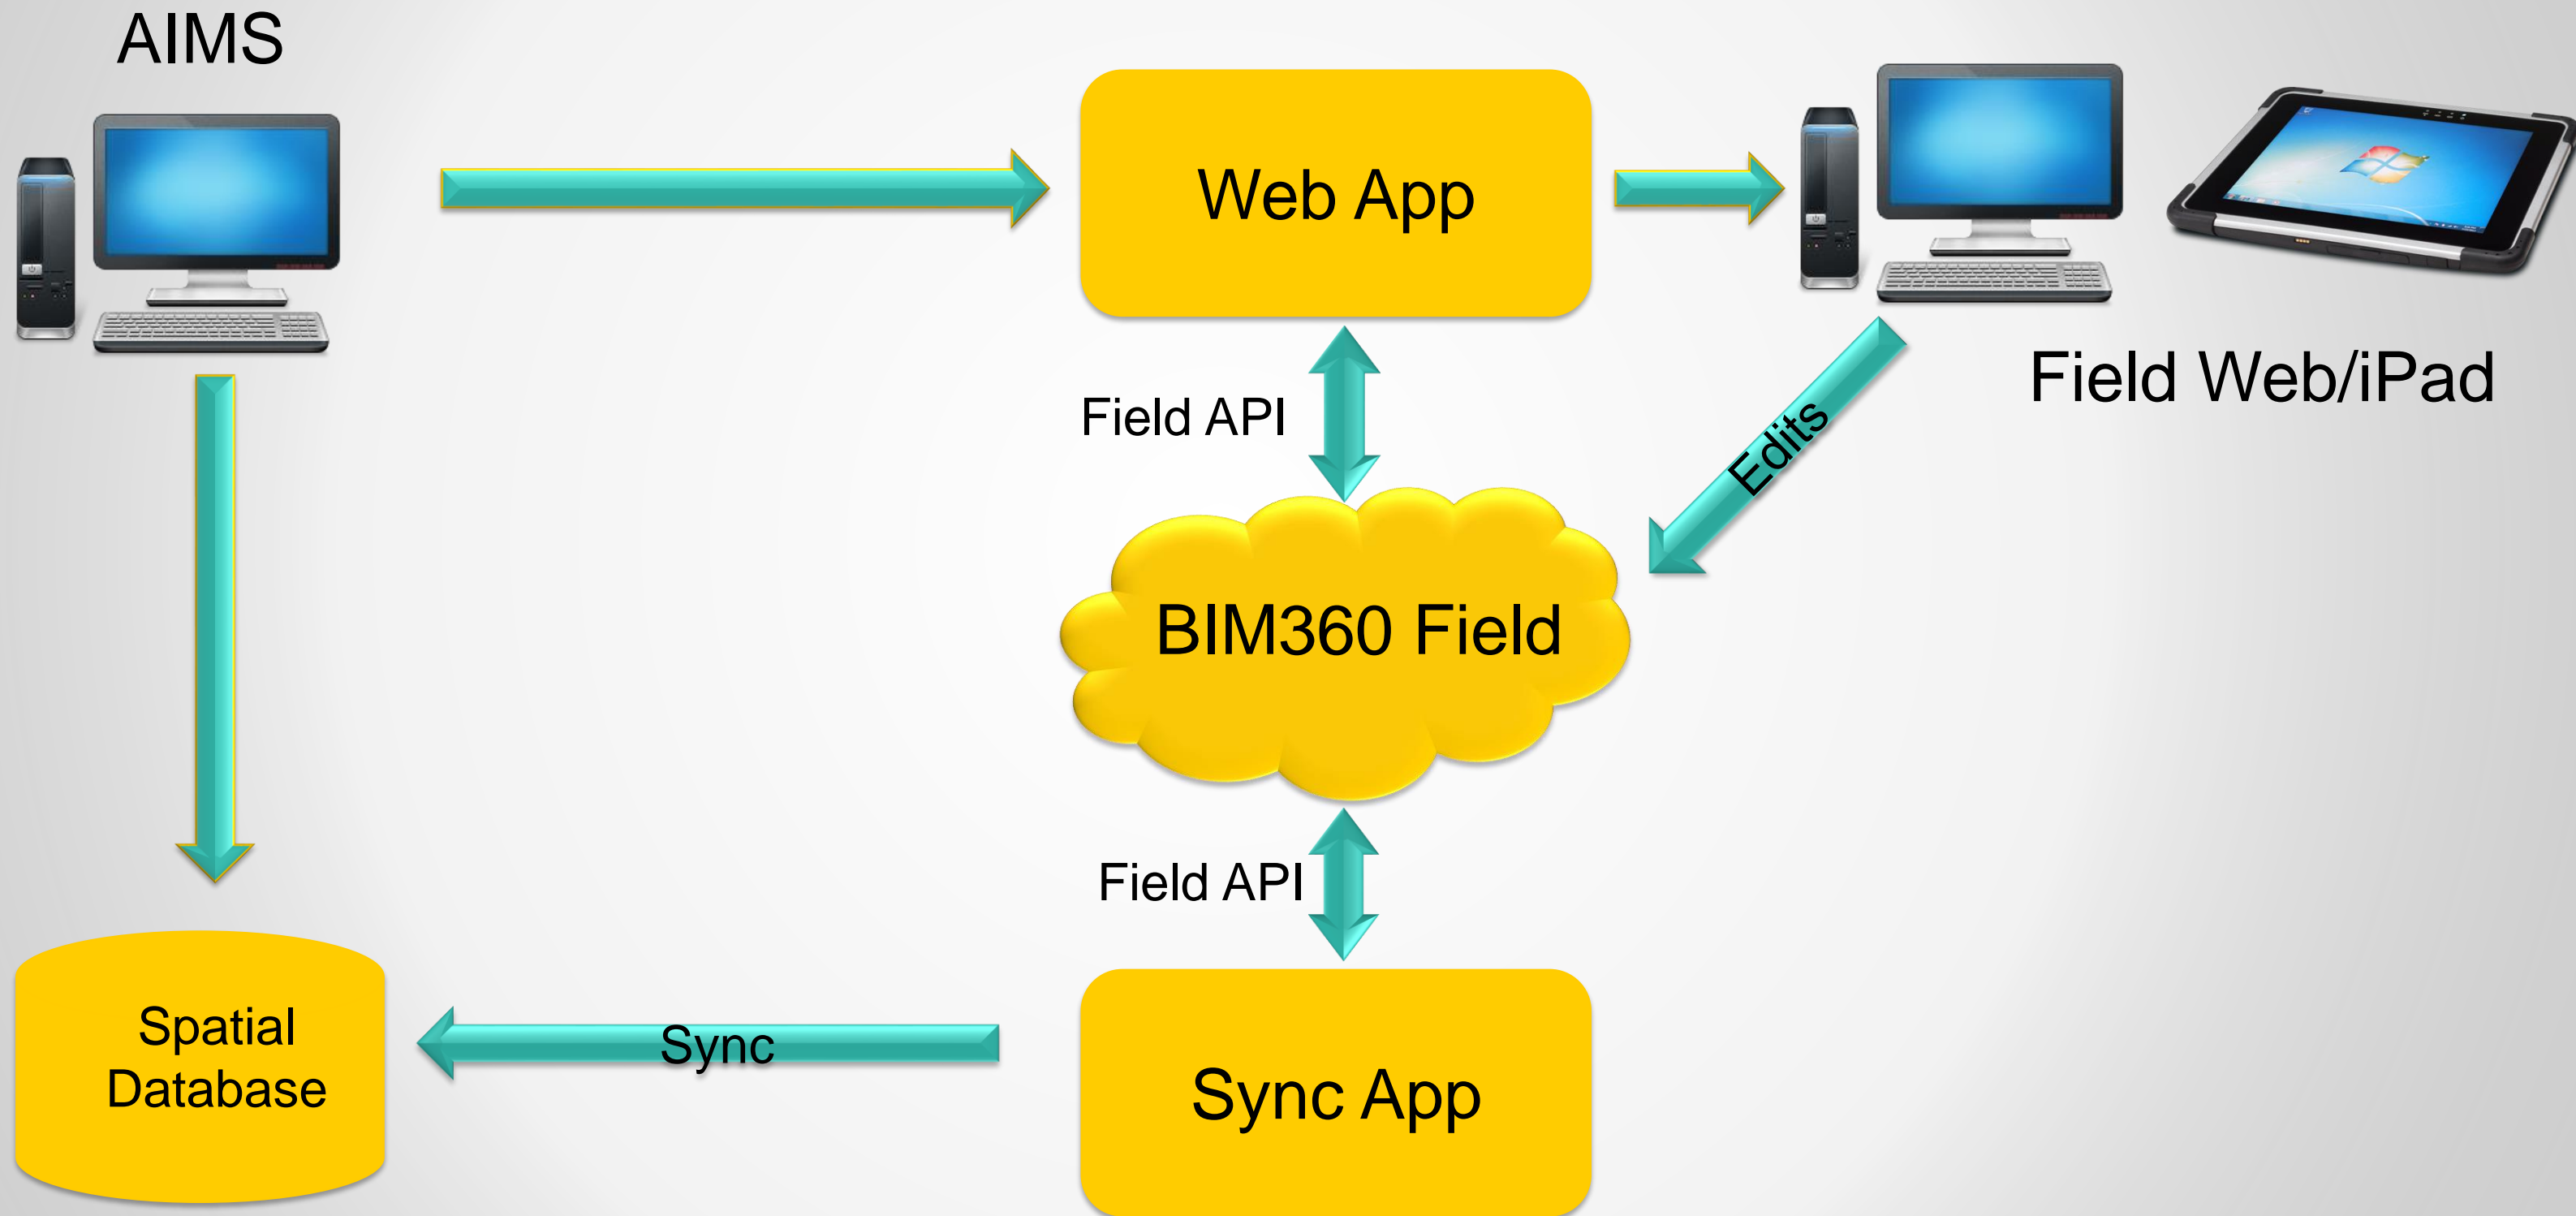 AIMS
Web App
Field Web/iPad
Field API
Edits
BIM360 Field
Field API
Spatial
Database
Sync
Sync App